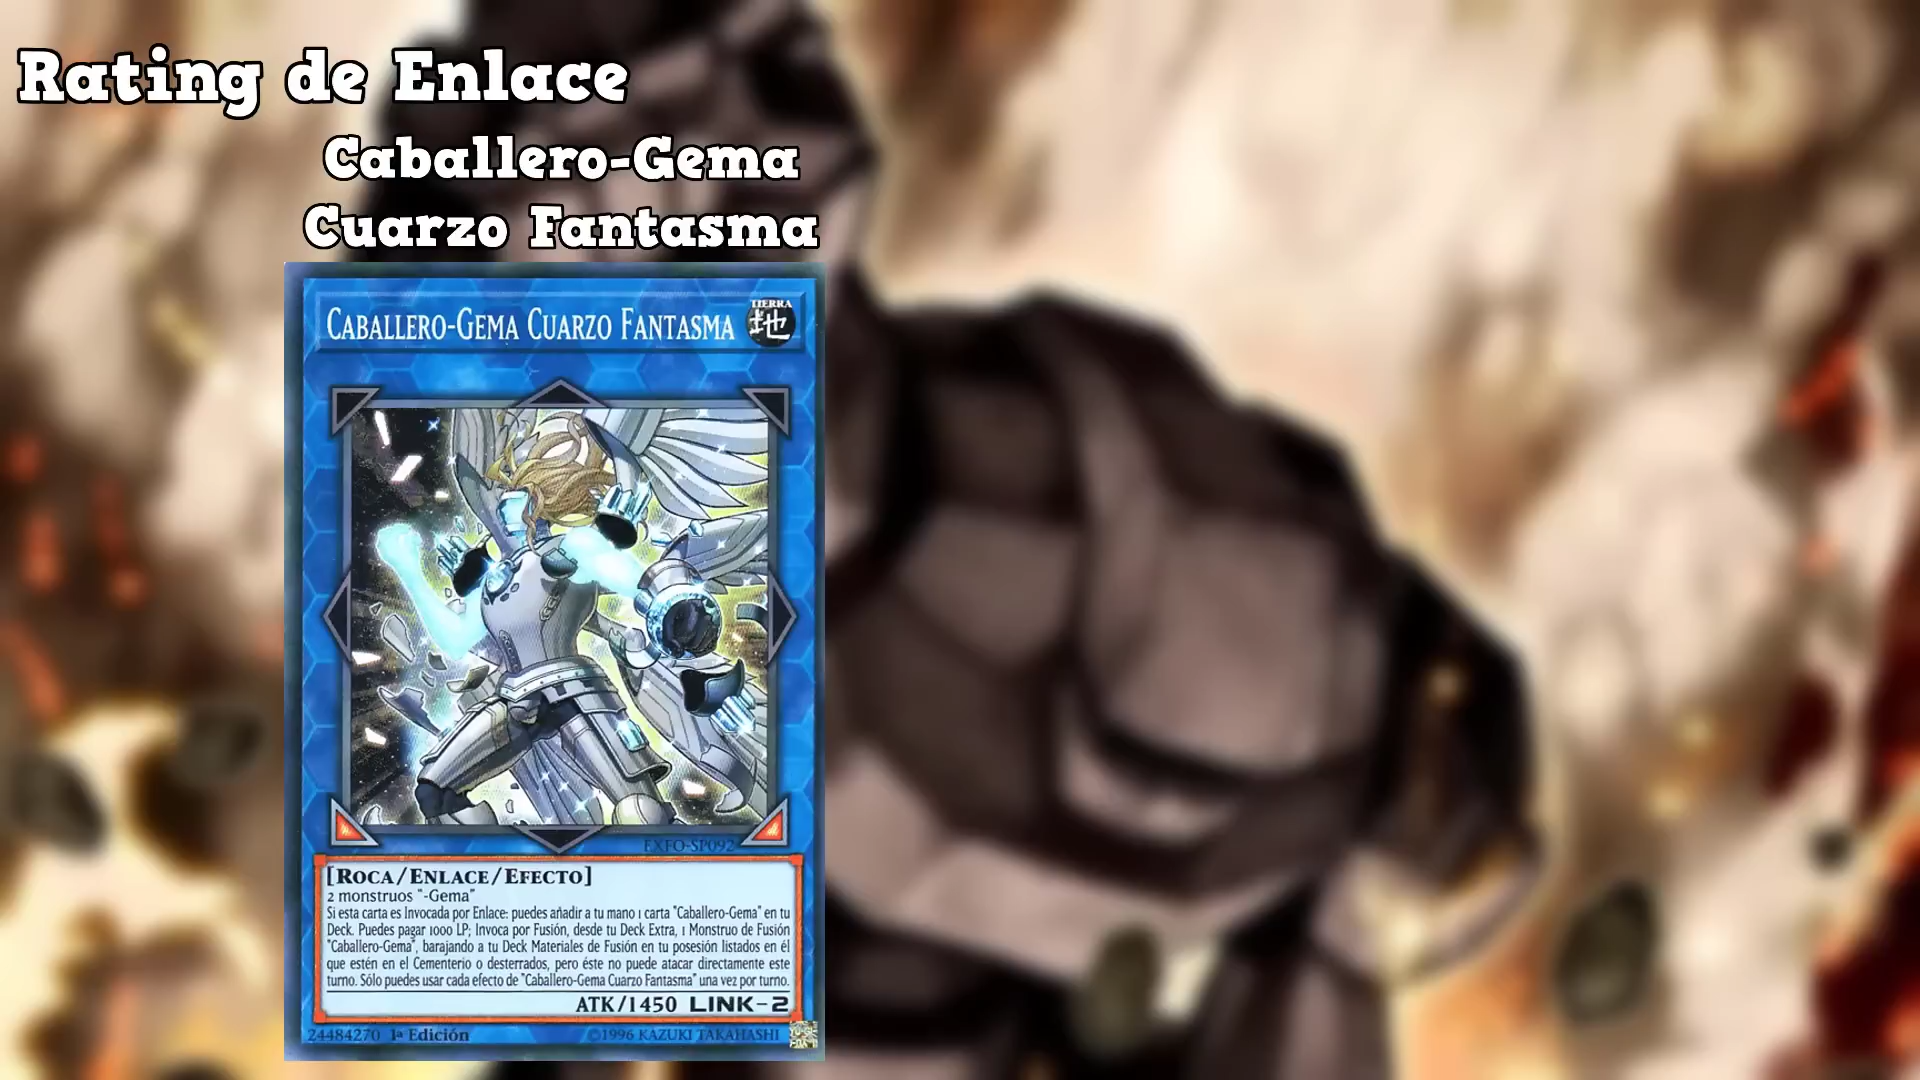 Rating de Enlace
Caballero-Gema
Cuarzo Fantasma
CABALLERO-GEMA CUARZO FANTASMA
TIERRA
地
EXFO-SP092
[ROCA/ENLACE/EFECTO]
2 monstruos "-Gema"
Si esta carta es Invocada por Enlace: puedes añadir a tu mano 1 carta "Caballero-Gema" en tu
Deck. Puedes pagar 1000 LP; Invoca por Fusión, desde tu Deck Extra, 1 Monstruo de Fusión
"Caballero-Gema", barajando a tu Deck Materiales de Fusión en tu posesión listados en él
que estén en el Cementerio o desterrados, pero éste no puede atacar directamente este
turno. Sólo puedes usar cada efecto de "Caballero-Gema Cuarzo Fantasma" una vez por turno.
ATK/1450 LINK-2
24484270 1ª Edición ©1996 KAZUKI TAKAHASHI